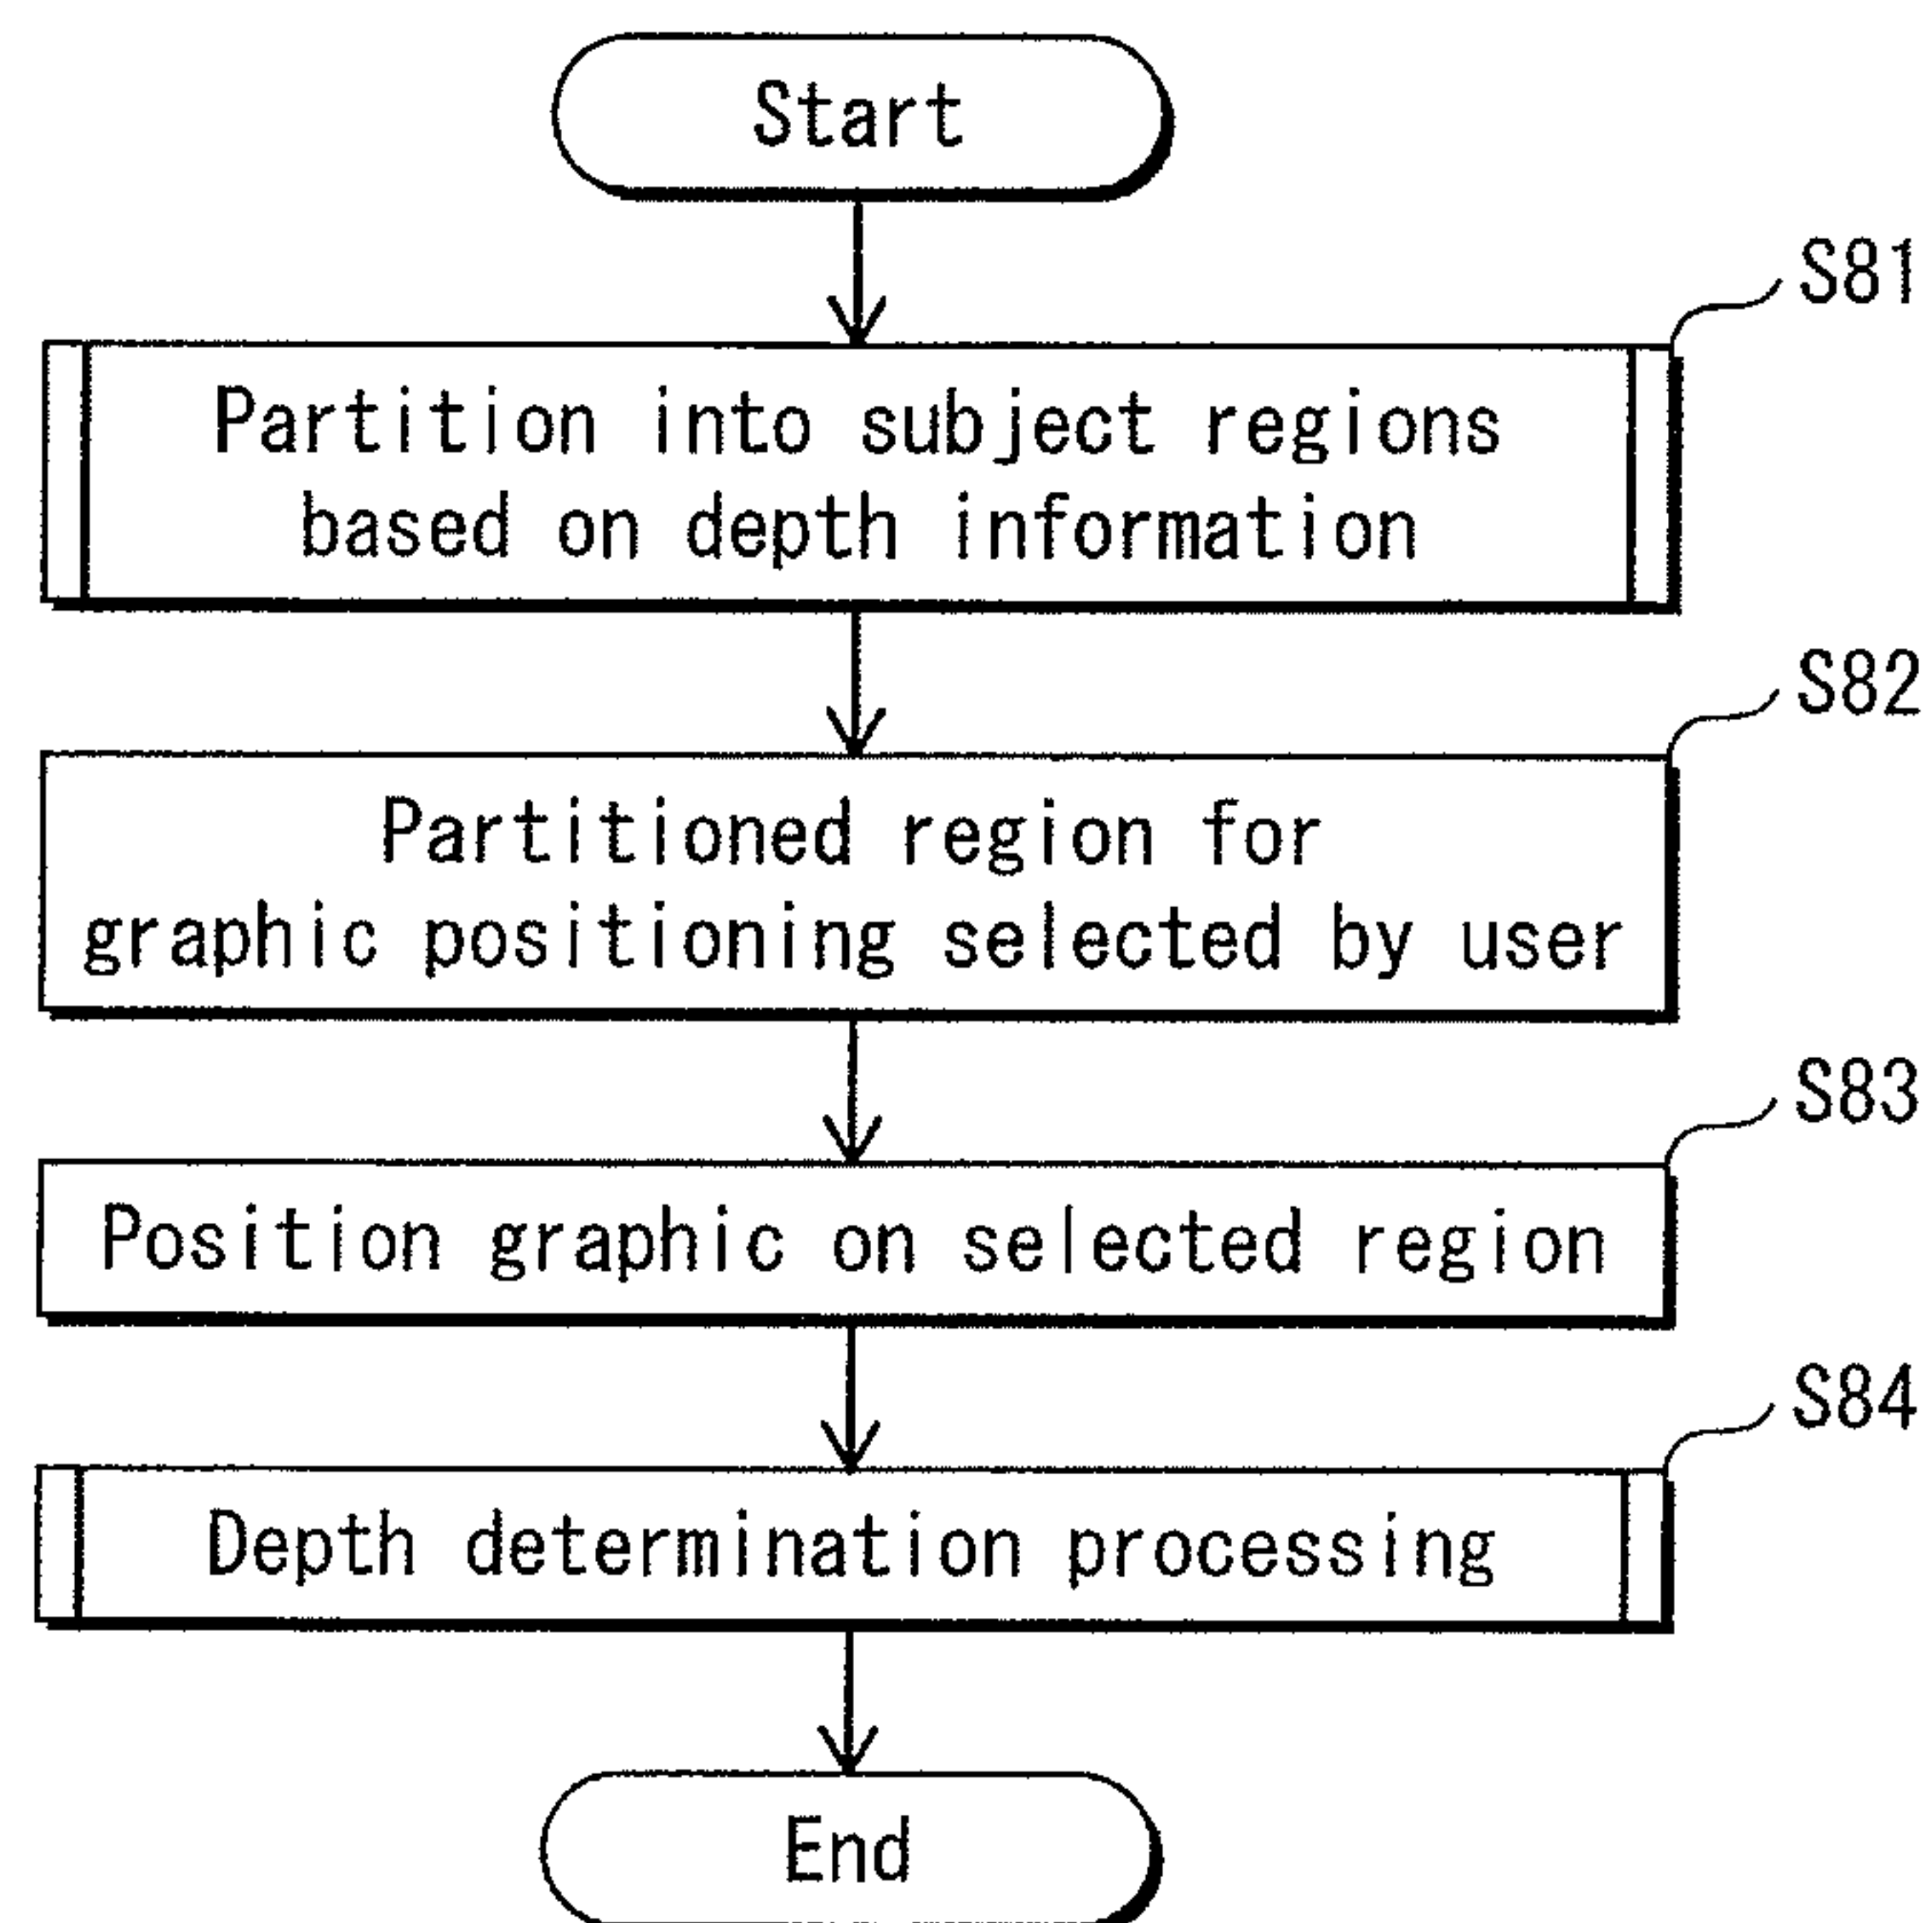 Start
S81
Partition into subject regions
based on depth information
S82
Partitioned region for
graphic positioning selected by user
S83
Position graphic on selected region
S84
Depth determination processing
End